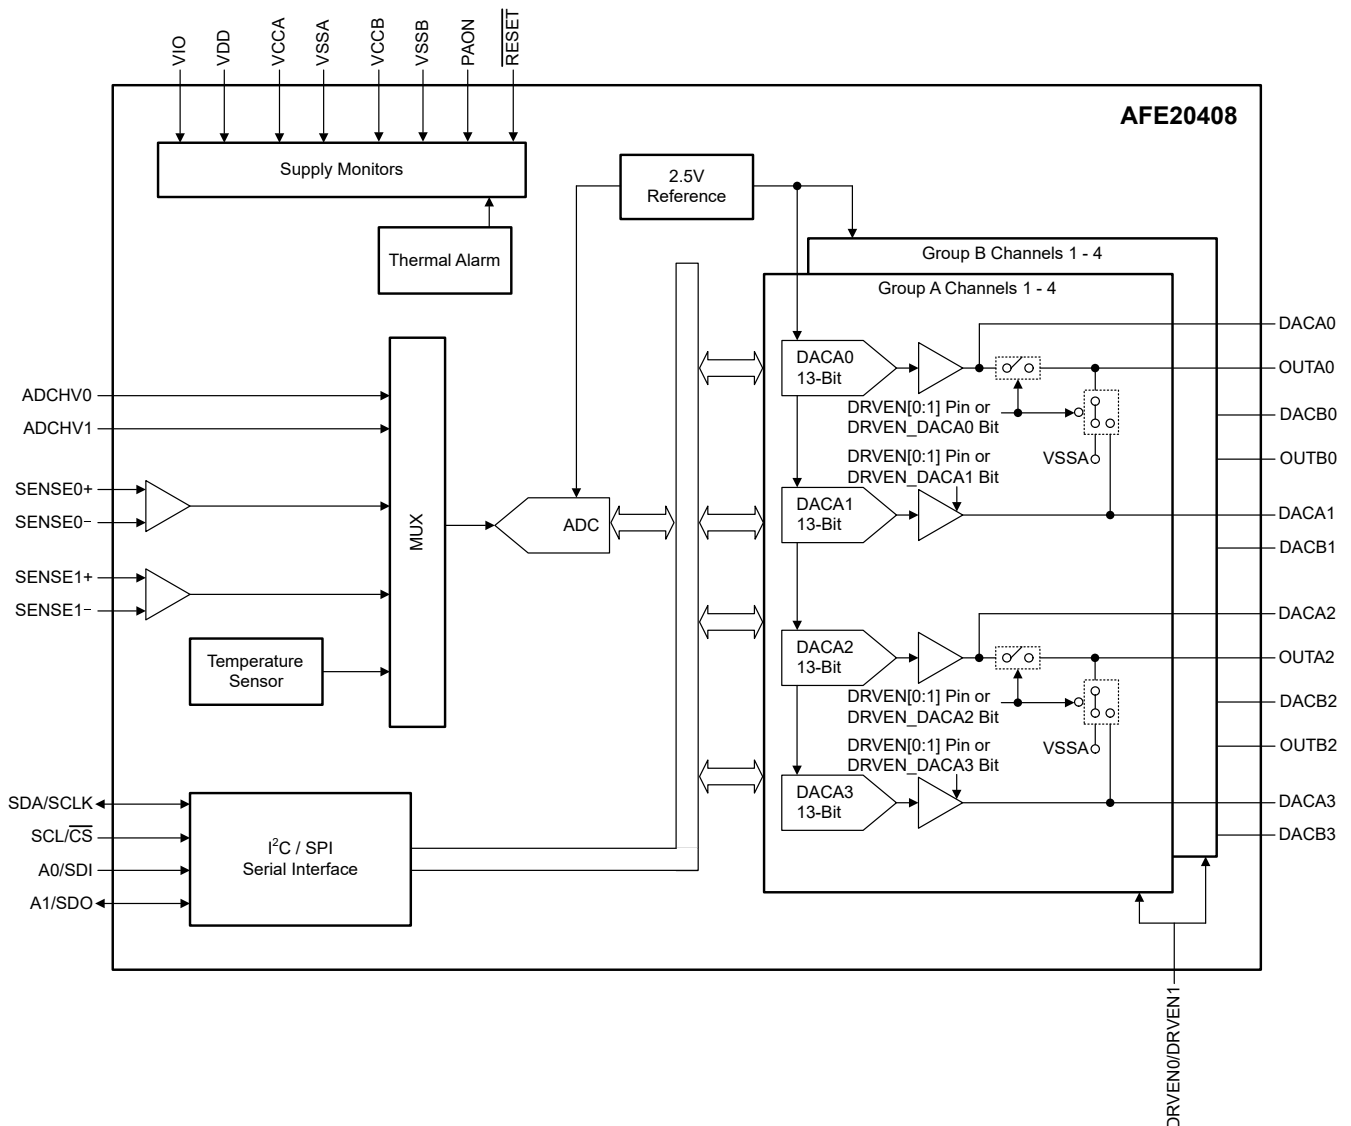 VIO
VDD
VCCA
VSSA
VCCB
VSSB
PAON
RESET
AFE20408
Supply Monitors
2.5V
Reference
Thermal Alarm
Group B Channels 1 - 4
Group A Channels 1 - 4
ADCHV0
ADCHV1
SENSE0+
SENSE0−
SENSE1+
SENSE1−
MUX
ADC
Temperature
Sensor
SDA/SCLK
SCL/CS
A0/SDI
A1/SDO
I²C / SPI
Serial Interface
DACA0
13-Bit
DRVEN[0:1] Pin or
DRVEN_DACA0 Bit
VSSA
DRVEN[0:1] Pin or
DRVEN_DACA1 Bit
DACA1
13-Bit
DACA2
13-Bit
DRVEN[0:1] Pin or
DRVEN_DACA2 Bit
VSSA
DRVEN[0:1] Pin or
DRVEN_DACA3 Bit
DACA3
13-Bit
DACA0
OUTA0
DACB0
OUTB0
DACA1
DACB1
DACA2
OUTA2
DACB2
OUTB2
DACA3
DACB3
DRVEN0/DRVEN1